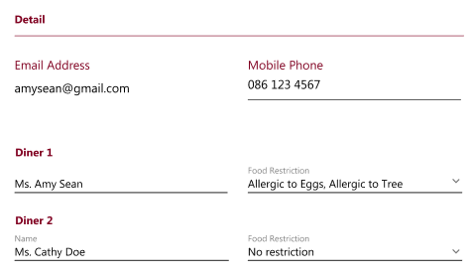 Detail
Email Address
Mobile Phone
amysean@gmail.com
086 123 4567
Diner 1
Food Restriction
Ms. Amy Sean
Allergic to Eggs, Allergic to Tree
Diner 2
Name
Food Restriction
Ms. Cathy Doe
No restriction